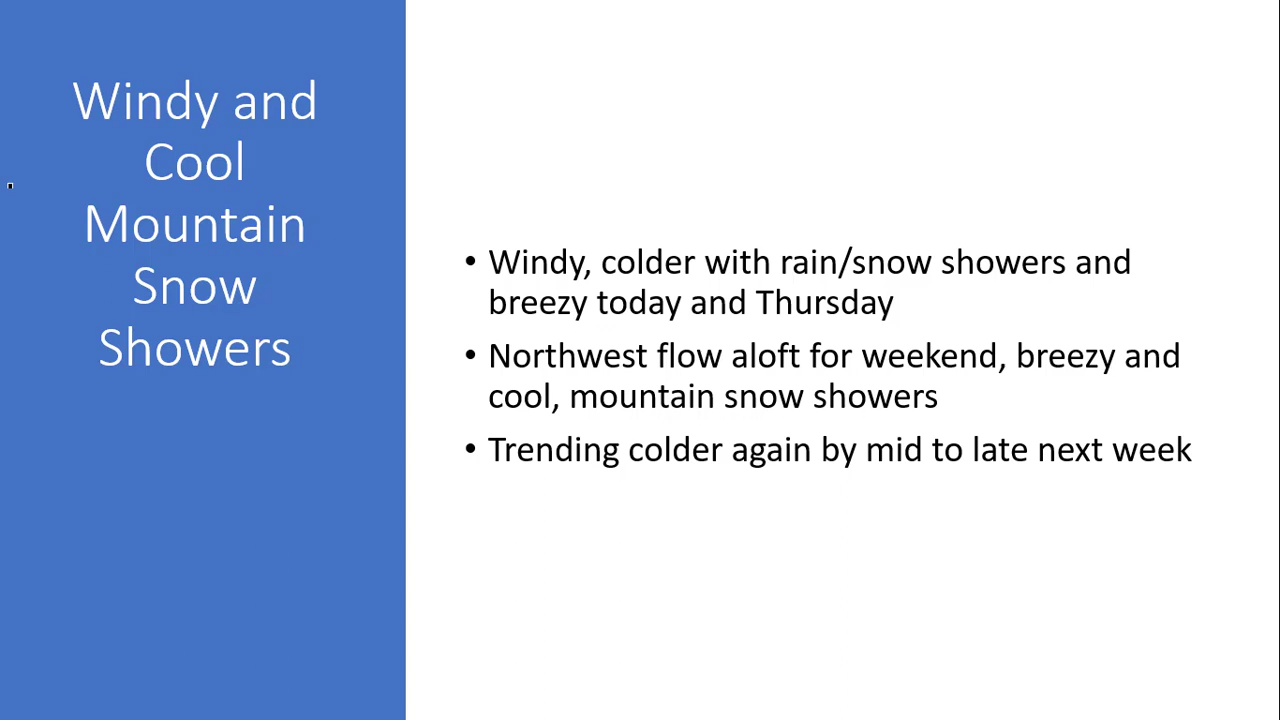 Windy and
Cool
Mountain
Snow
Showers
• Windy, colder with rain/snow showers and
breezy today and Thursday
• Northwest flow aloft for weekend, breezy and
cool, mountain snow showers
• Trending colder again by mid to late next week